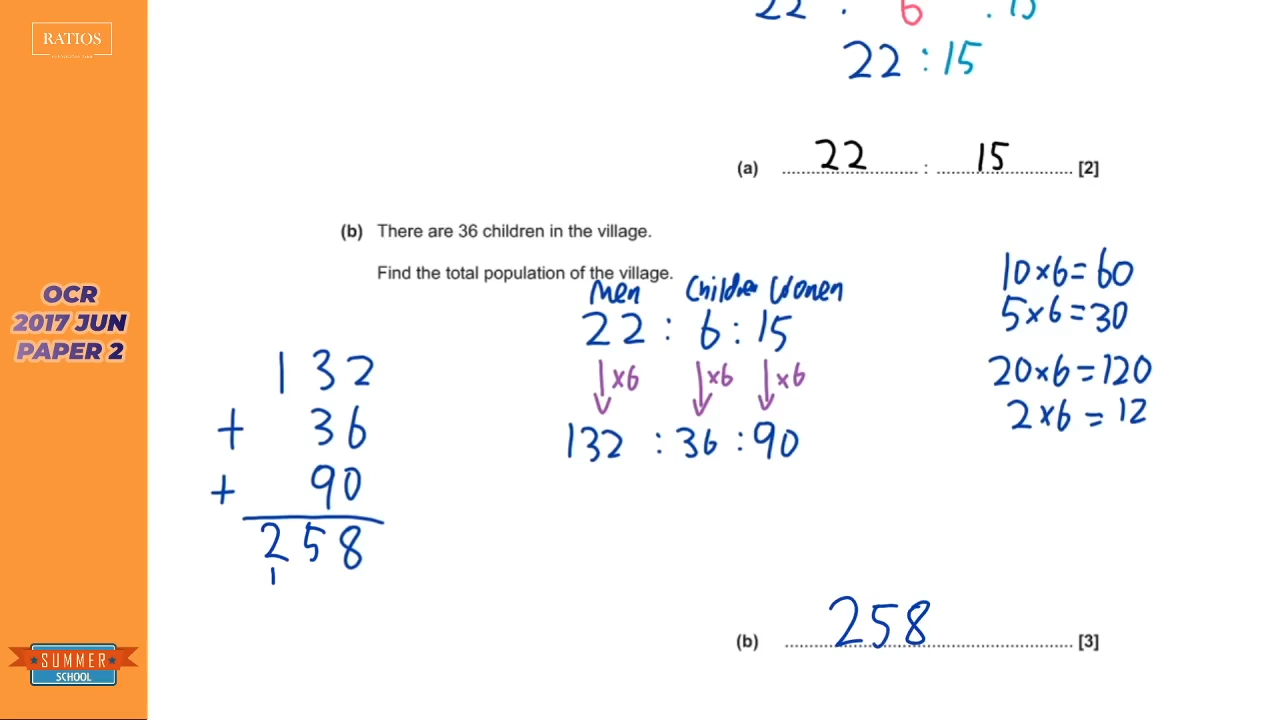 RATIOS
22 : 6 : 15
22 : 15
(a) 22 : 15 [2]
(b) There are 36 children in the village.
Find the total population of the village.
Men Children Women
22 : 6 : 15
×6 ×6 ×6
132 : 36 : 90
10×6=60
5×6=30
20×6=120
2×6=12
132
+ 36
+ 90
258
1
(b) 258 [3]
OCR
2017 JUN
PAPER 2
SUMMER
SCHOOL